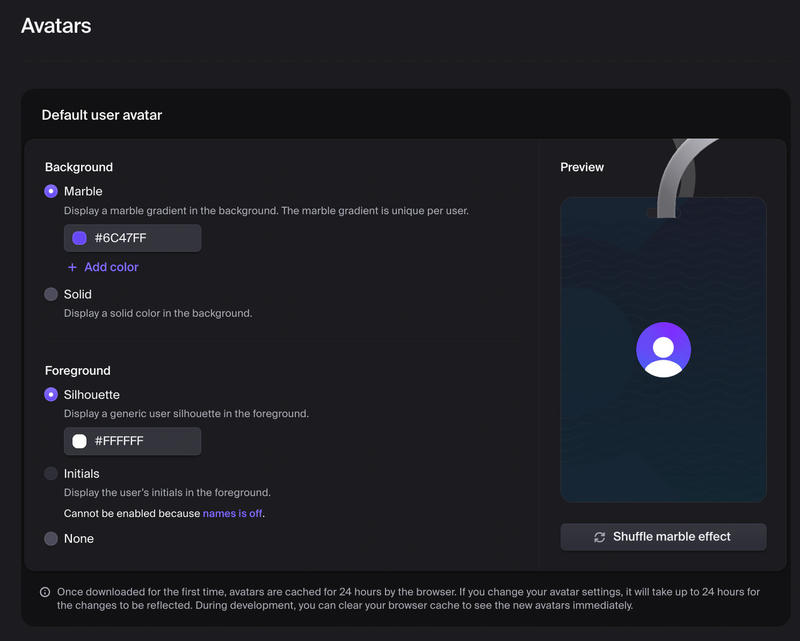 Avatars
Default user avatar
Background
Marble
Display a marble gradient in the background. The marble gradient is unique per user.
#6C47FF
+ Add color
Solid
Display a solid color in the background.
Foreground
Silhouette
Display a generic user silhouette in the foreground.
#FFFFFF
Initials
Display the user's initials in the foreground.
Cannot be enabled because names is off.
None
Preview
Shuffle marble effect
Once downloaded for the first time, avatars are cached for 24 hours by the browser. If you change your avatar settings, it will take up to 24 hours for
the changes to be reflected. During development, you can clear your browser cache to see the new avatars immediately.